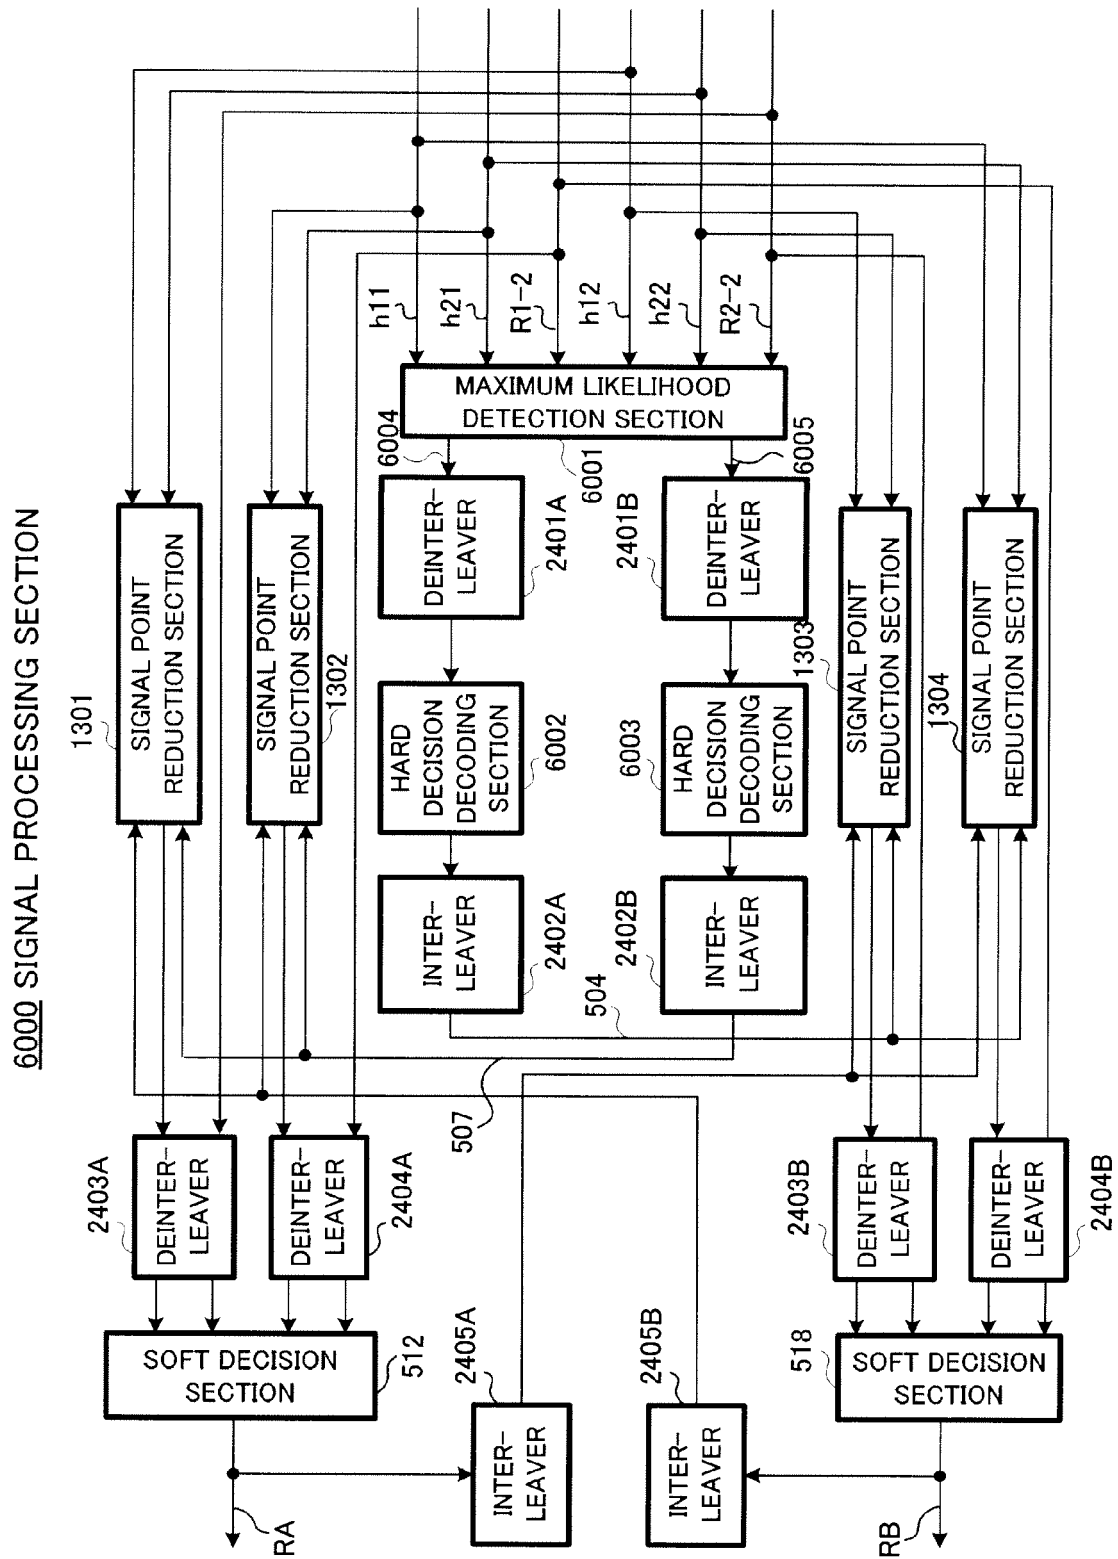 6000 SIGNAL PROCESSING SECTION
1301
SIGNAL POINT
REDUCTION SECTION
1302
SIGNAL POINT
REDUCTION SECTION
h11
h21
R1-2
h12
h22
R2-2
MAXIMUM LIKELIHOOD
DETECTION SECTION
6001
6004
6005
DEINTER-
LEAVER
2401A
DEINTER-
LEAVER
2401B
HARD
DECISION
DECODING
SECTION
6002
HARD
DECISION
DECODING
SECTION
6003
INTER-
LEAVER
2402A
INTER-
LEAVER
2402B
504
507
1303
SIGNAL POINT
REDUCTION SECTION
1304
SIGNAL POINT
REDUCTION SECTION
2403A
DEINTER-
LEAVER
DEINTER-
LEAVER
2404A
2403B
DEINTER-
LEAVER
DEINTER-
LEAVER
2404B
SOFT DECISION
SECTION
512
518
SOFT DECISION
SECTION
2405A
INTER-
LEAVER
2405B
INTER-
LEAVER
RA
RB